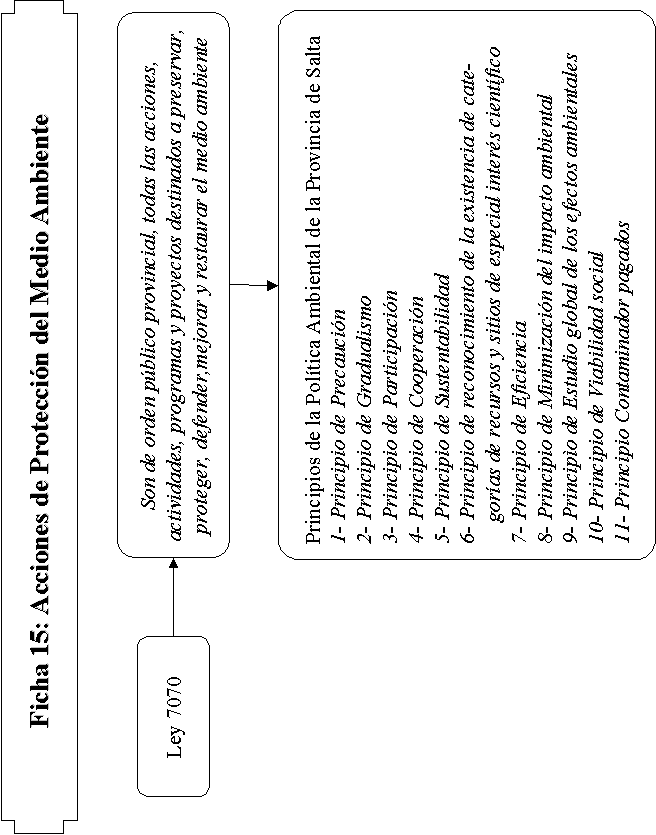 Ficha 15: Acciones de Protección del Medio Ambiente
Ley 7070
Son de orden público provincial, todas las acciones,
actividades, programas y proyectos destinados a preservar,
proteger, defender,mejorar y restaurar el medio ambiente
Principios de la Política Ambiental de la Provincia de Salta
1- Principio de Precaución
2- Principio de Gradualismo
3- Principio de Participación
4- Principio de Cooperación
5- Principio de Sustentabilidad
6- Principio de reconocimiento de la existencia de cate-
gorías de recursos y sitios de especial interés científico
7- Principio de Eficiencia
8- Principio de Minimización del impacto ambiental
9- Principio de Estudio global de los efectos ambientales
10- Principio de Viabilidad social
11- Principio Contaminador pagados